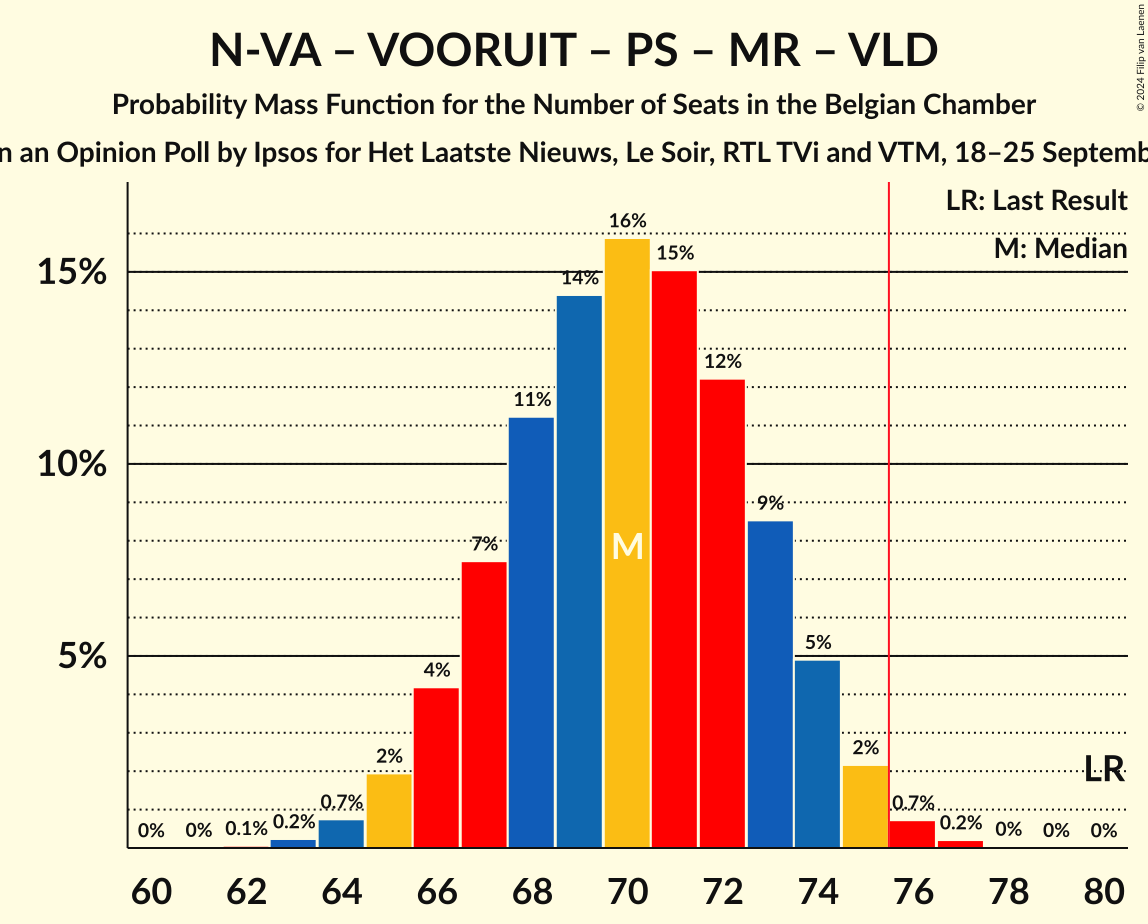 N-VA – VOORUIT – PS – MR – VLD
Probability Mass Function for the Number of Seats in the Belgian Chamber
an Opinion Poll by Ipsos for Het Laatste Nieuws, Le Soir, RTL TVi and VTM, 18–25
© 2024 Filip van Laenen
LR: Last Result
M: Median
15%
10%
5%
0% 0% 0.1% 0.2% 0.7% 2% 4% 7% 11% 14% 16% 15% 12% 9% 5% 2% 0.7% 0.2% 0% 0% 0%
M
LR
60 62 64 66 68 70 72 74 76 78 80